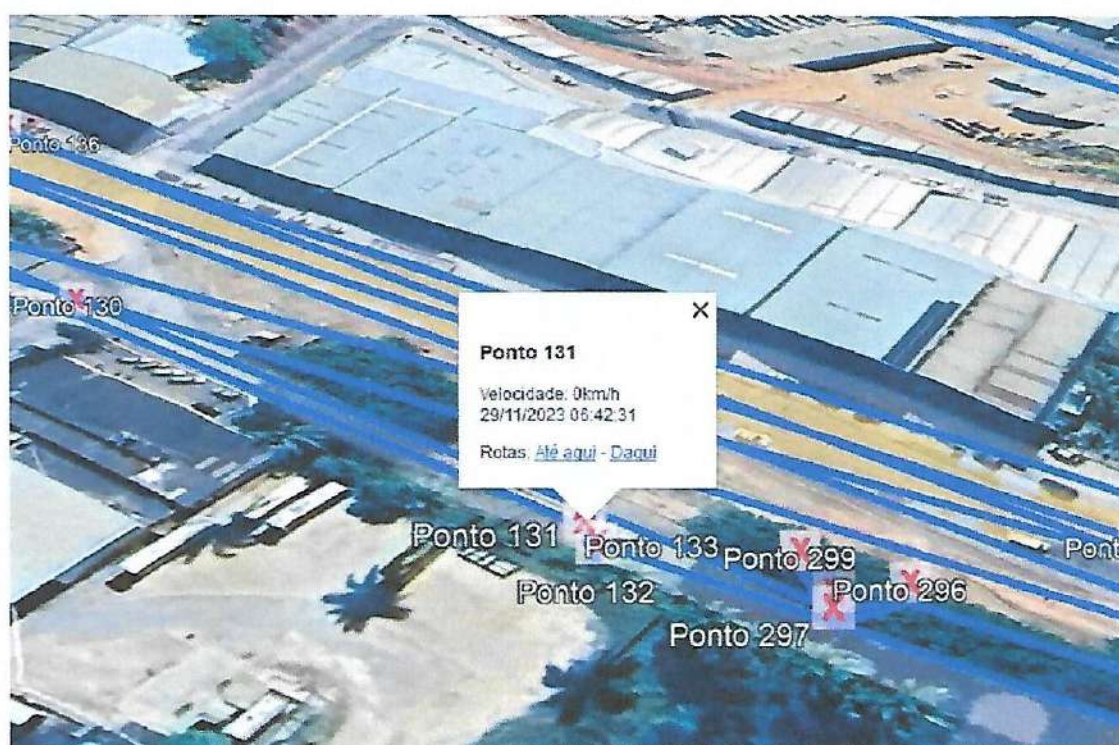 Ponto 136
Ponto 130
Ponto 131
Velocidade: 0km/h
29/11/2023 06:42:31
Rotas: Até aqui - Daqui
Ponto 131
Ponto 133
Ponto 299
Pont
Ponto 132
Ponto 296
Ponto 297